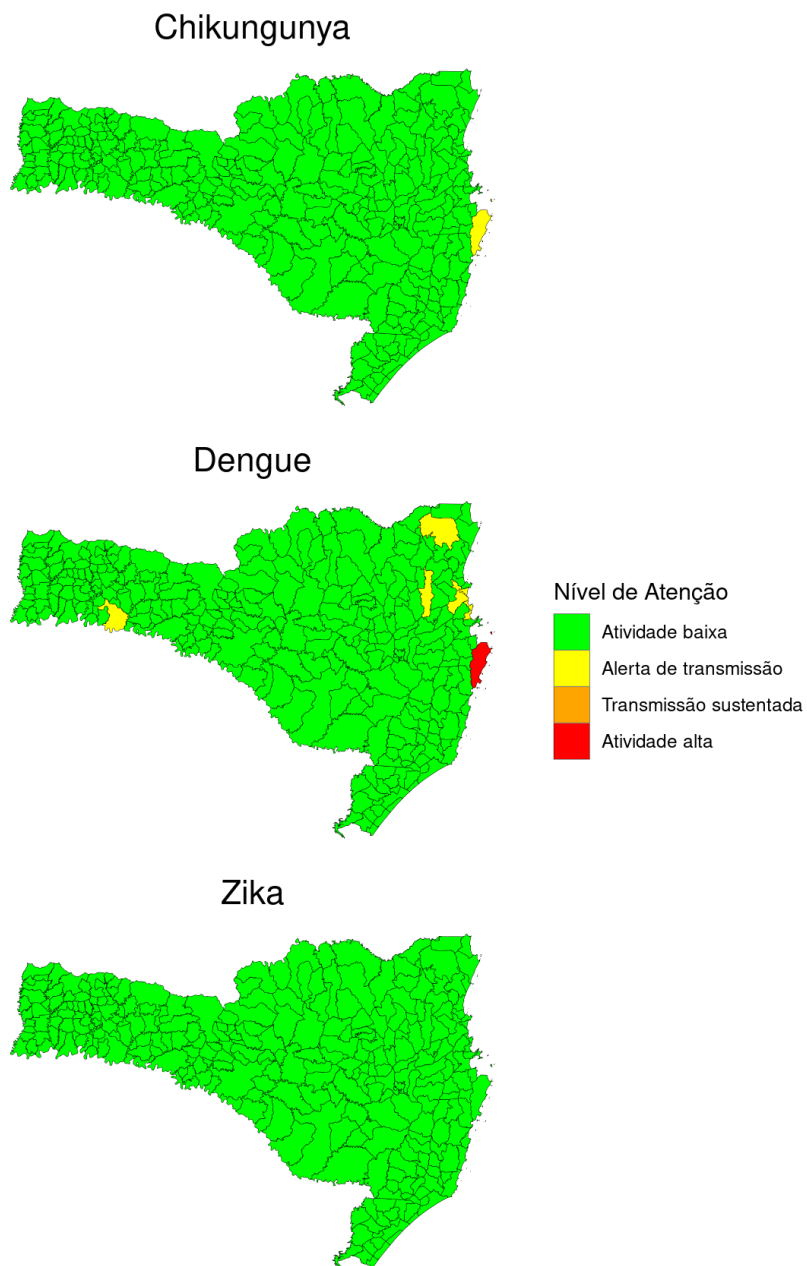 Chikungunya
Dengue
Nível de Atenção
Atividade baixa
Alerta de transmissão
Transmissão sustentada
Atividade alta
Zika